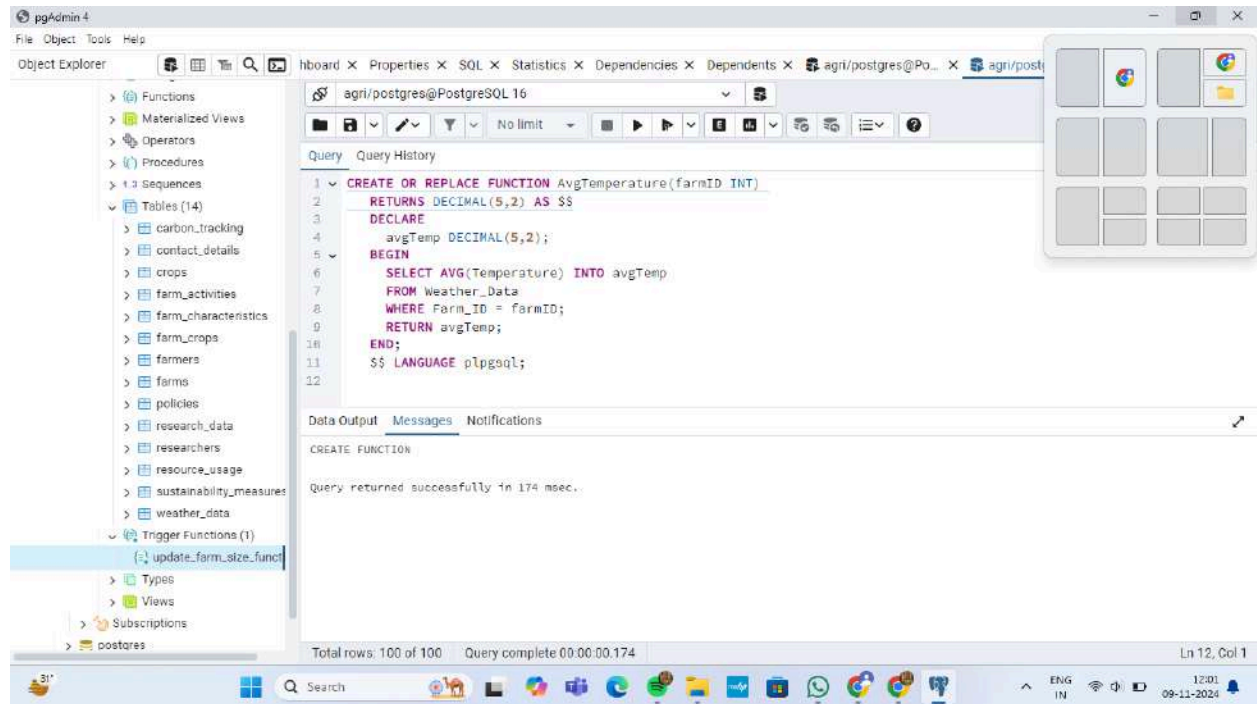 pgAdmin 4
File Object Tools Help
Object Explorer
hboard Properties SQL Statistics Dependencies Dependents agri/postgres@Po... agri/post
Functions
Materialized Views
Operators
Procedures
1.3 Sequences
Tables (14)
carbon_tracking
contact_details
crops
farm_activities
farm_characteristics
farm_crops
farmers
farms
policies
research_data
researchers
resource_usage
sustainability_measures
weather_data
Trigger Functions (1)
update_farm_size_funct
Types
Views
Subscriptions
postgres
agri/postgres@PostgreSQL 16
No limit
Query Query History
1 CREATE OR REPLACE FUNCTION AvgTemperature(farmID INT)
2 RETURNS DECIMAL(5,2) AS $$
3 DECLARE
4 avgTemp DECIMAL(5,2);
5 BEGIN
6 SELECT AVG(Temperature) INTO avgTemp
7 FROM Weather_Data
8 WHERE Farm_ID = farmID;
9 RETURN avgTemp;
10 END;
11 $$ LANGUAGE plpgsql;
12
Data Output Messages Notifications
CREATE FUNCTION
Query returned successfully in 174 msec.
Total rows: 100 of 100 Query complete 00:00:00.174 Ln 12, Col 1
31°
Search
ENG
IN
12:01
09-11-2024